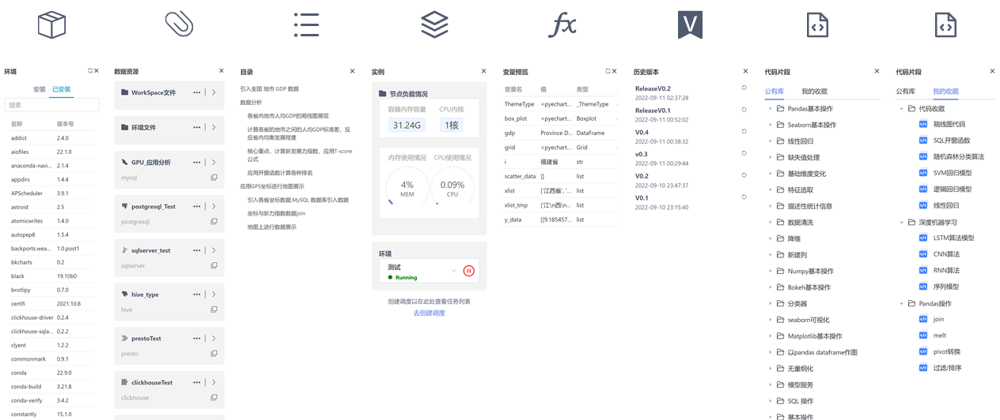 fx
V
环境
安装 已安装
搜素
名称 版本号
addict 2.4.0
aiofiles 22.1.0
anaconda-navi... 2.1.4
appdirs 1.4.4
APScheduler 3.9.1
astroid 2.5
atomicwrites 1.4.0
autopep8 1.5.4
backports.wea... 1.0.post1
bkcharts 0.2
black 19.10b0
brotlipy 0.7.0
certifi 2021.10.8
clickhouse-driver 0.2.4
clickhouse-sqla... 0.2.2
clyent 1.2.2
commonmark 0.9.1
conda 22.9.0
conda-build 3.21.8
conda-verify 3.4.2
constantly 15.1.0
数据资源
WorkSpace文件
环境文件
GPU_应用分析
mysql
postgresql_Test
postgresql
sqlserver_test
sqlserver
hive_type
hive
prestoTest
presto
clickhouseTest
clickhouse
目录
引入全国 地市 GDP 数据
数据分析
各省内地市人均GDP的厢线图展现
计算各省的地市之间的人均GDP标准差，反
应省内均衡发展程度
核心重点，计算新发展力指数，应用T-score
公式
应用开窗函数计算各种排名
应用GPS坐标进行地图展示
引入各省坐标数据,MySQL 数据库引入数据
坐标与新力指数数据join
地图上进行数据展示
实例
节点负载情况
容器内存容量 CPU内核
31.24G 1核
内存使用情况 CPU使用情况
4% 0.09%
MEM CPU
环境
测试
Running
创建调度以在此处查看任务列表
去创建调度
变量预览
变量名 值 类型
ThemeType <pyechart... _ThemeType
box_plot <pyechart... Boxplot
gdp Province D... DataFrame
grid <pyechart... Grid
i 福建省 str
scatter_data [] list
xlist ['江西省', '... list
xlist_tmp ['江\n西\n... list
y_data [[9.185457... list
历史版本
ReleaseV0.2
2022-09-11 02:37:28
ReleaseV0.1
2022-09-11 00:52:02
V0.4
2022-09-11 00:38:32
v0.3
2022-09-11 00:29:44
V0.2
2022-09-10 23:47:37
V0.1
2022-09-10 23:15:40
代码片段
公有库 我的收藏
Pandas基本操作
Seaborn基本操作
线性回归
缺失值处理
基础维度变化
特征选取
描述性统计信息
数据清洗
降维
新建列
Numpy基本操作
Bokeh基本操作
分类器
seaborn可视化
Matplotlib基本操作
以pandas dataframe作图
无量纲化
模型服务
SQL 操作
基本操作
代码片段
公有库 我的收藏
代码收藏
箱线图代码
SQL开窗函数
随机森林分类算法
SVM回归模型
逻辑回归模型
线性回归
深度机器学习
LSTM算法模型
CNN算法
RNN算法
序列模型
Pandas操作
join
melt
pivot转换
过滤/排序